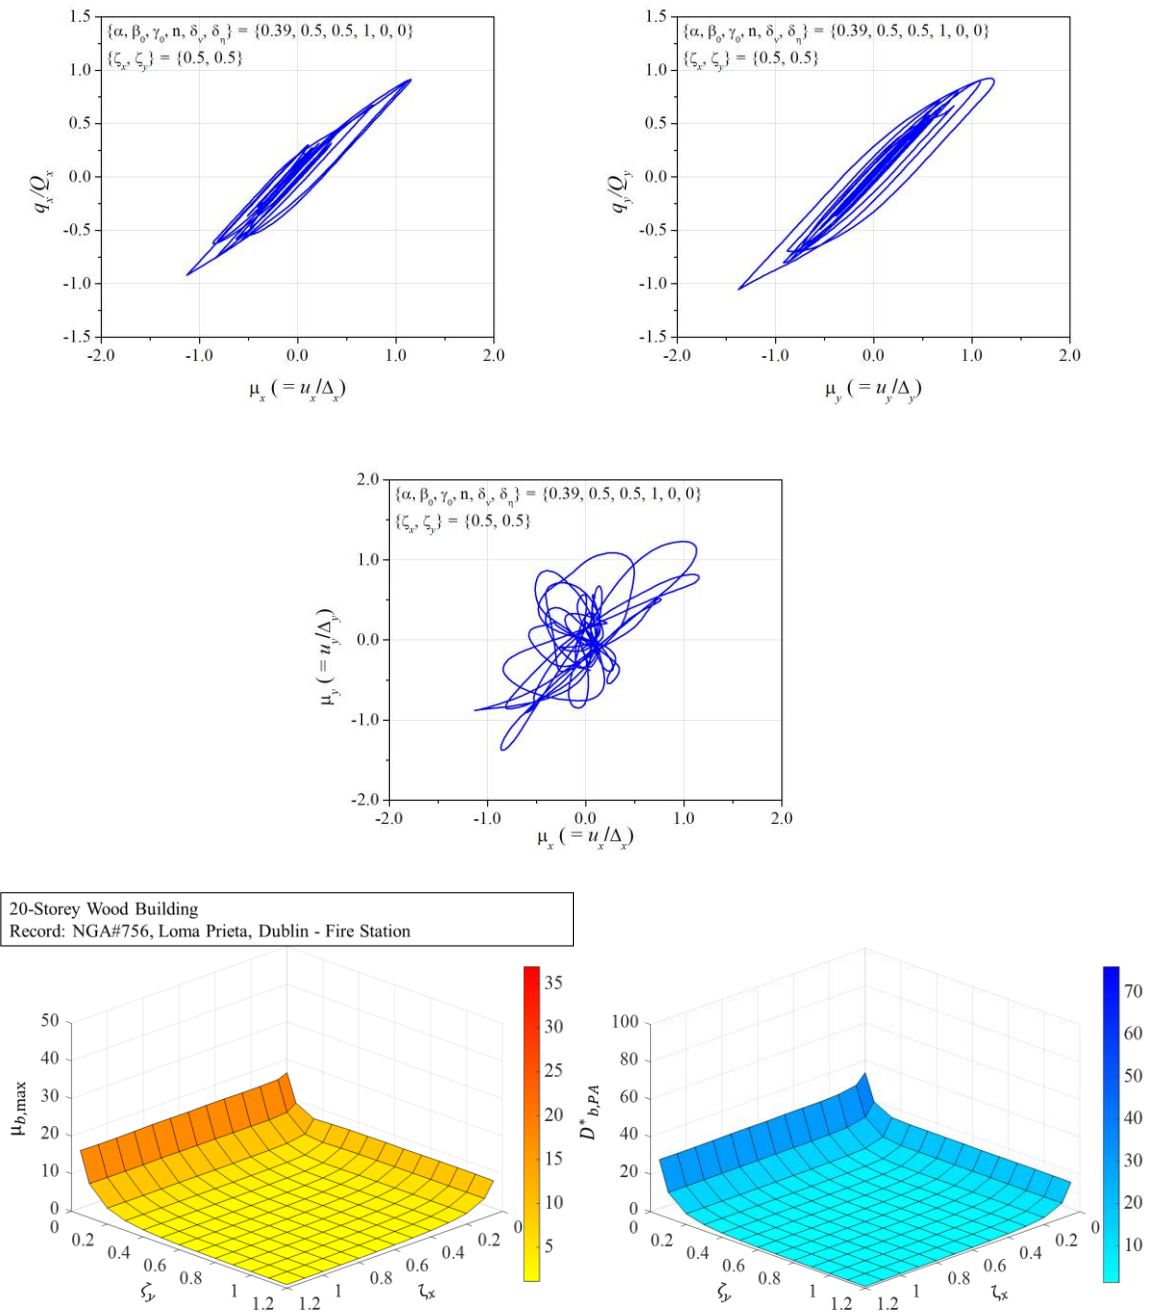 {α, β₀, γ₀, n, δᵥ, δη} = {0.39, 0.5, 0.5, 1, 0, 0}
{ζx, ζy} = {0.5, 0.5}
1.5
1.0
0.5
0.0
-0.5
-1.0
-1.5
-2.0 -1.0 0.0 1.0 2.0
qx/Qx
μx ( = ux/Δx)
{α, β₀, γ₀, n, δᵥ, δη} = {0.39, 0.5, 0.5, 1, 0, 0}
{ζx, ζy} = {0.5, 0.5}
1.5
1.0
0.5
0.0
-0.5
-1.0
-1.5
-2.0 -1.0 0.0 1.0 2.0
qy/Qy
μy ( = uy/Δy)
{α, β₀, γ₀, n, δᵥ, δη} = {0.39, 0.5, 0.5, 1, 0, 0}
{ζx, ζy} = {0.5, 0.5}
2.0
1.0
0.0
-1.0
-2.0
-2.0 -1.0 0.0 1.0 2.0
μy ( = uy/Δy)
μx ( = ux/Δx)
20-Storey Wood Building
Record: NGA#756, Loma Prieta, Dublin - Fire Station
μb,max
50
40
30
20
10
0
0 0.2 0.4 0.6 0.8 1 1.2
ζy
1.2 1 0.8 0.6 0.4 0.2 0
ζx
35
30
25
20
15
10
5
D*b,PA
100
80
60
40
20
0
0 0.2 0.4 0.6 0.8 1 1.2
ζy
1.2 1 0.8 0.6 0.4 0.2 0
ζx
70
60
50
40
30
20
10